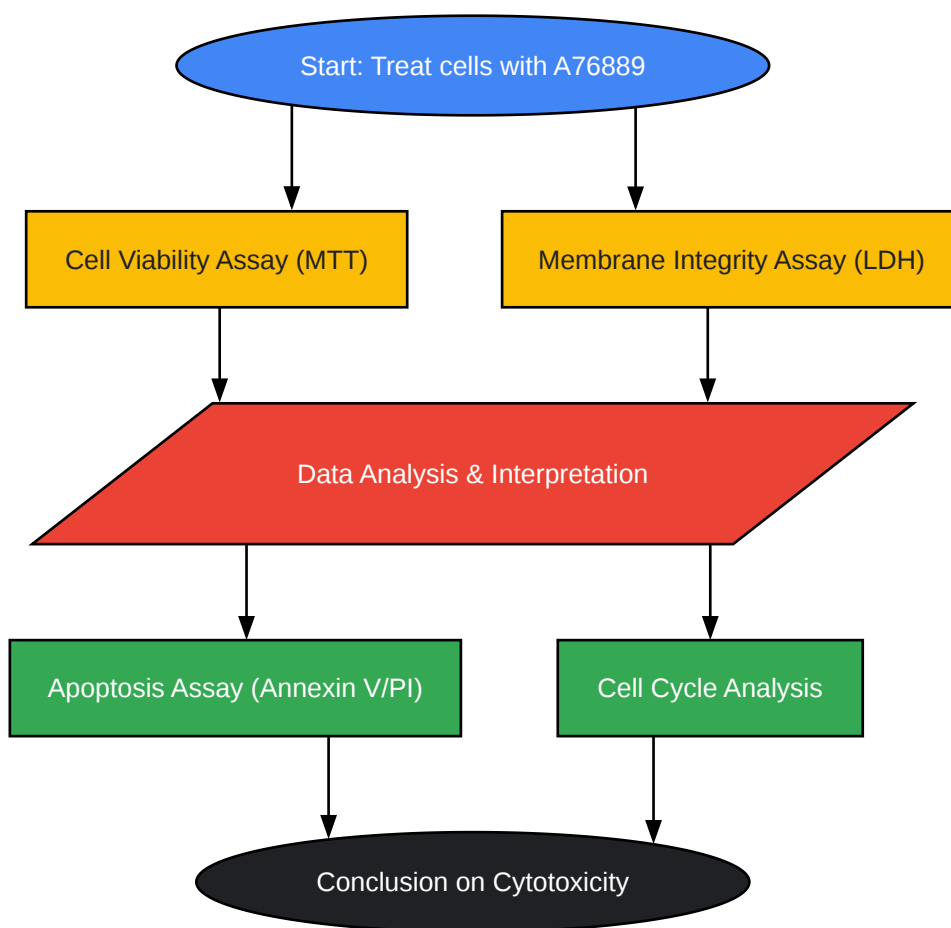 Start: Treat cells with A76889
Cell Viability Assay (MTT)
Membrane Integrity Assay (LDH)
Data Analysis & Interpretation
Apoptosis Assay (Annexin V/PI)
Cell Cycle Analysis
Conclusion on Cytotoxicity